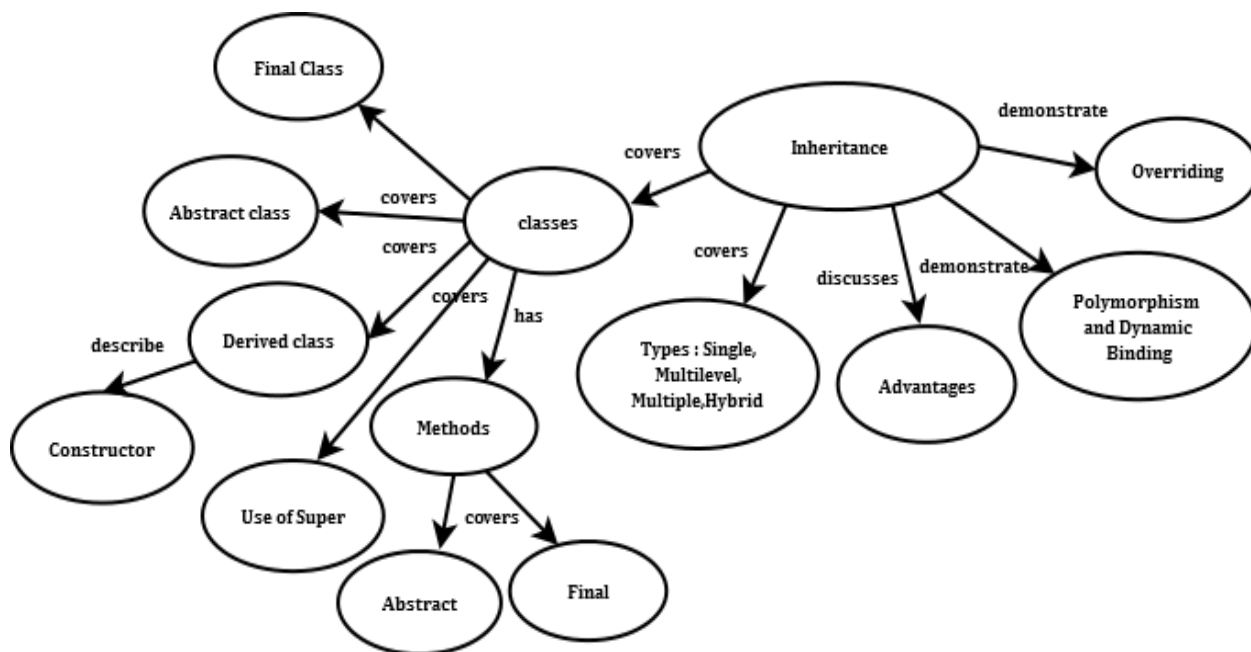 Final Class
demonstrate
Inheritance
covers
Overriding
Abstract class
covers
classes
covers
covers
discusses
demonstrate
covers
has
Polymorphism
and Dynamic
Binding
describe
Derived class
Types : Single,
Multilevel,
Multiple,Hybrid
Advantages
Methods
Constructor
Use of Super
covers
Abstract
Final